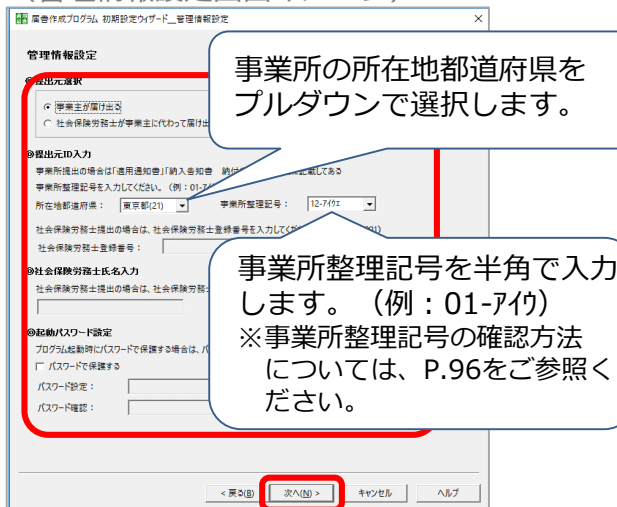 届書作成プログラム 初期設定ウィザード__管理情報設定
管理情報設定
事業主が届け出る
社会保険労務士が事業主に代わって届け出
事業所の所在地都道府県を
プルダウンで選択します。
◎提出元ID入力
事業所提出の場合は「適用通知書」「納入告知書 納付
記載してある
事業所整理記号を入力してください。(例:01-ｱｲ
所在地都道府県: 東京都(21) 事業所整理記号: 12-ｱｲｳｴ
社会保険労務士提出の場合は、社会保険労務士登録番号を入力してくだ
社会保険労務士登録番号:
◎社会保険労務士氏名入力
社会保険労務士提出の場合は、社会保険労務士
事業所整理記号を半角で入力
します。(例:01-ｱｲｳ)
※事業所整理記号の確認方法
については、P.96をご参照く
ださい。
◎起動パスワード設定
プログラム起動時にパスワードで保護する場合は、パ
パスワードで保護する
パスワード設定:
パスワード確認:
< 戻る(B) 次へ(N) > キャンセル ヘルプ